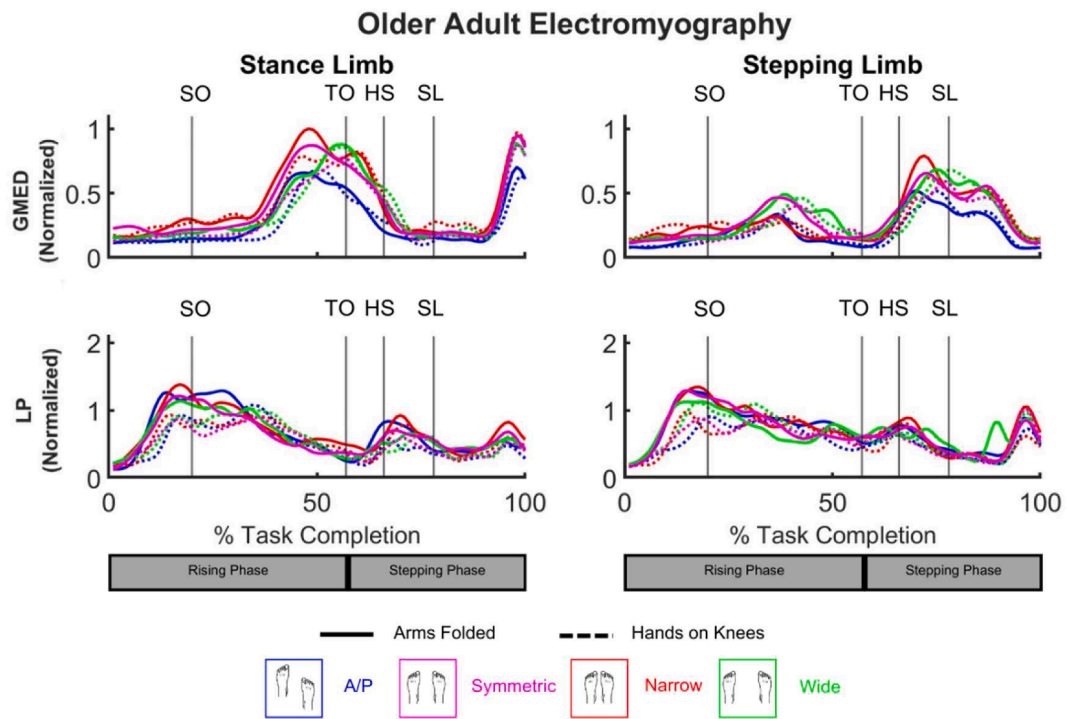 Older Adult Electromyography
Stance Limb
Stepping Limb
SO TO HS SL
SO TO HS SL
GMED
(Normalized)
1
0.5
0
1
0.5
0
SO TO HS SL
SO TO HS SL
LP
(Normalized)
2
1
0
2
1
0
0 50 100
0 50 100
% Task Completion
% Task Completion
Rising Phase Stepping Phase
Rising Phase Stepping Phase
Arms Folded Hands on Knees
A/P Symmetric Narrow Wide